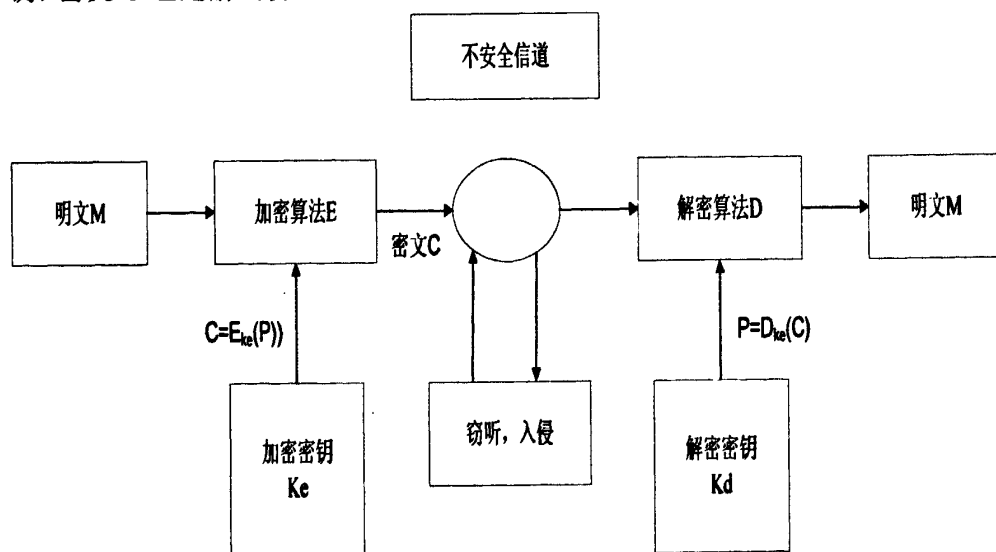 不安全信道
明文M
加密算法E
解密算法D
明文M
密文C
C=Eke(P))
P=Dke(C)
加密密钥
Ke
窃听，入侵
解密密钥
Kd